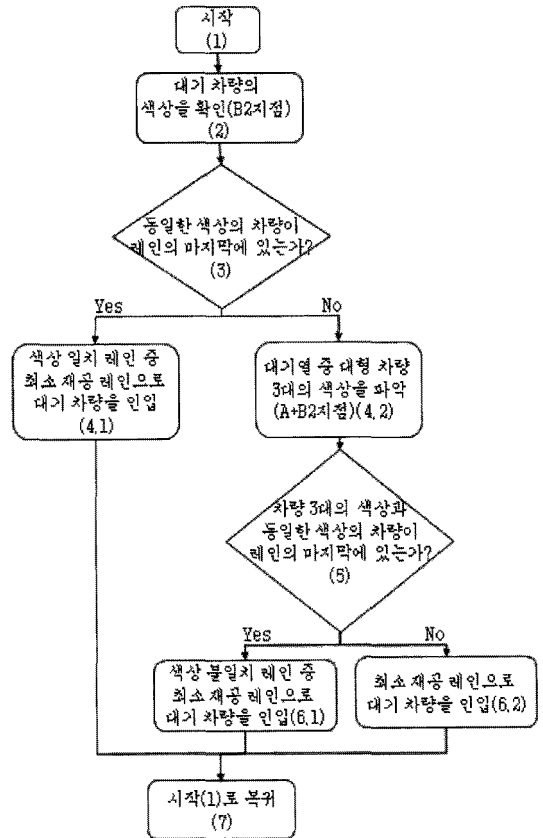 시작
(1)
대기 차량의
색상을 확인(B2지점)
(2)
동일한 색상의 차량이
레인의 마지막에 있는가?
(3)
Yes
No
색상 일치 레인 중
최소 재공 레인으로
대기 차량을 인입
(4,1)
대기열 중 대형 차량
3대의 색상을 파악
(A+B2지점)(4,2)
차량 3대의 색상과
동일한 색상의 차량이
레인의 마지막에 있는가?
(5)
Yes
No
색상 불일치 레인 중
최소 재공 레인으로
대기 차량을 인입(6,1)
최소 재공 레인으로
대기 차량을 인입(6,2)
시작(1)로 복귀
(7)